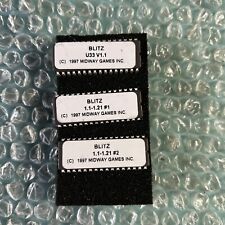 BLITZ
U33 V1.1
(C) 1997 MIDWAY GAMES INC.
BLITZ
1.1-1.21 #1
(C) 1997 MIDWAY GAMES INC.
BLITZ
1.1-1.21 #2
(C) 1997 MIDWAY GAMES INC.